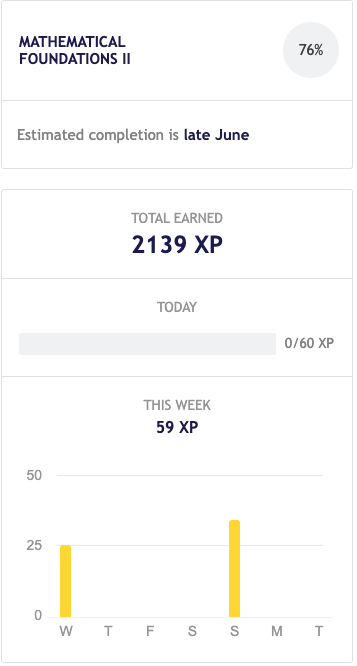 MATHEMATICAL
FOUNDATIONS II
76%
Estimated completion is late June
TOTAL EARNED
2139 XP
TODAY
0/60 XP
THIS WEEK
59 XP
50
25
0
W T F S S M T